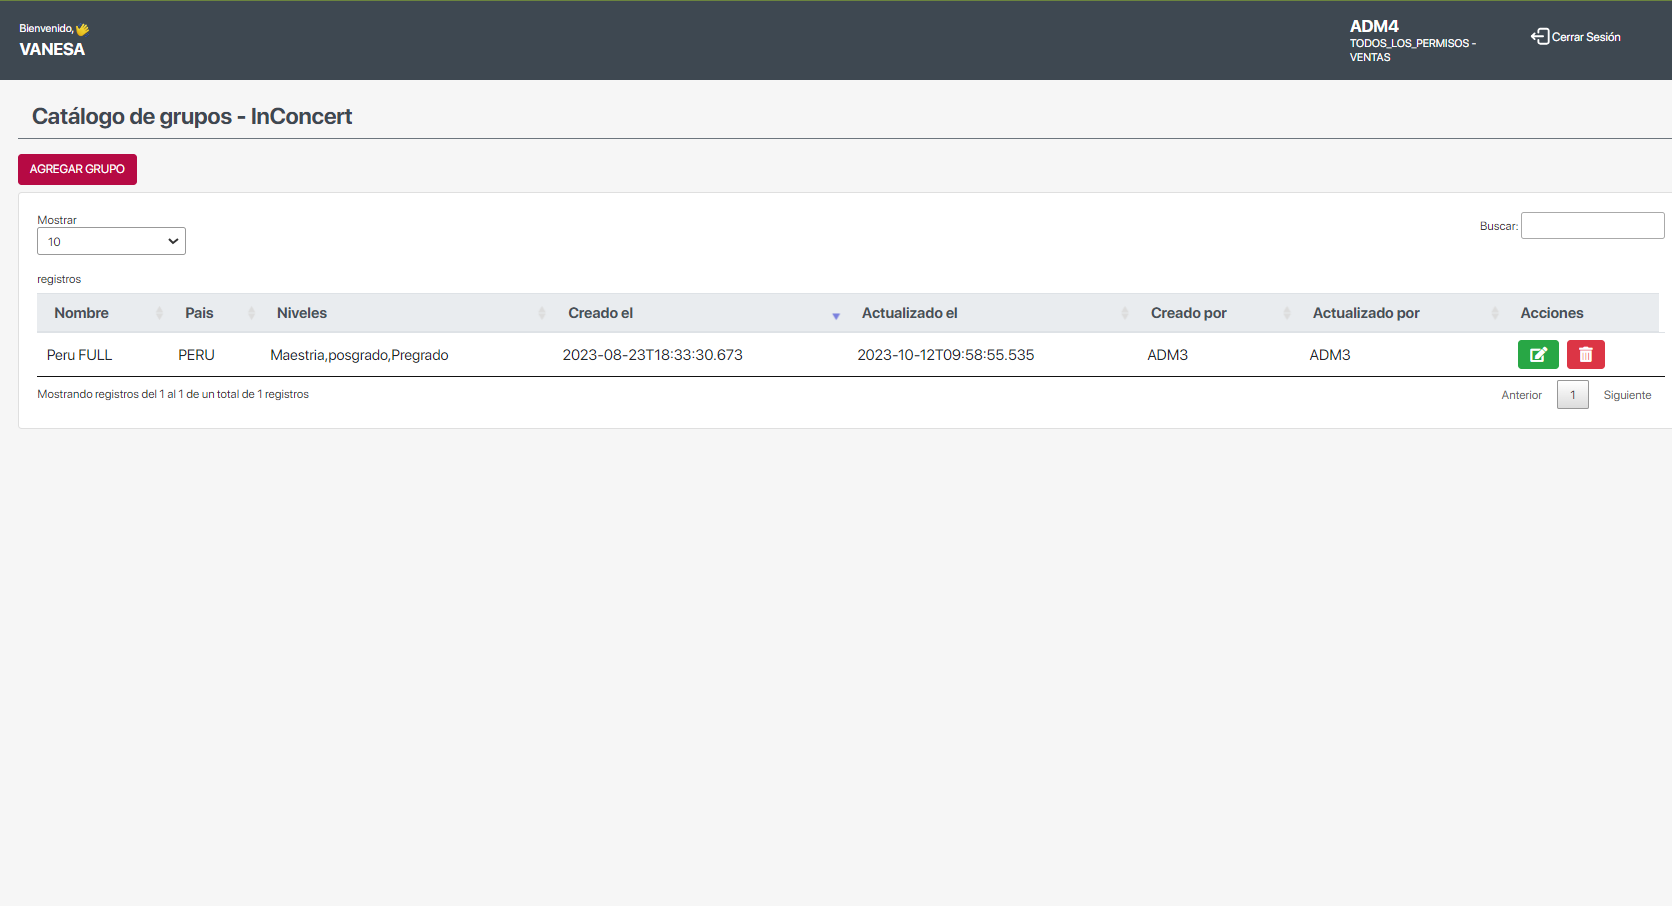 Bienvenido, 👋
VANESA
ADM4
TODOS_LOS_PERMISOS -
VENTAS
Cerrar Sesión
Catálogo de grupos - InConcert
AGREGAR GRUPO
Mostrar
10
registros
Buscar:
Nombre Pais Niveles Creado el Actualizado el Creado por Actualizado por Acciones
Peru FULL PERU Maestria,posgrado,Pregrado 2023-08-23T18:33:30.673 2023-10-12T09:58:55.535 ADM3 ADM3
Mostrando registros del 1 al 1 de un total de 1 registros
Anterior 1 Siguiente